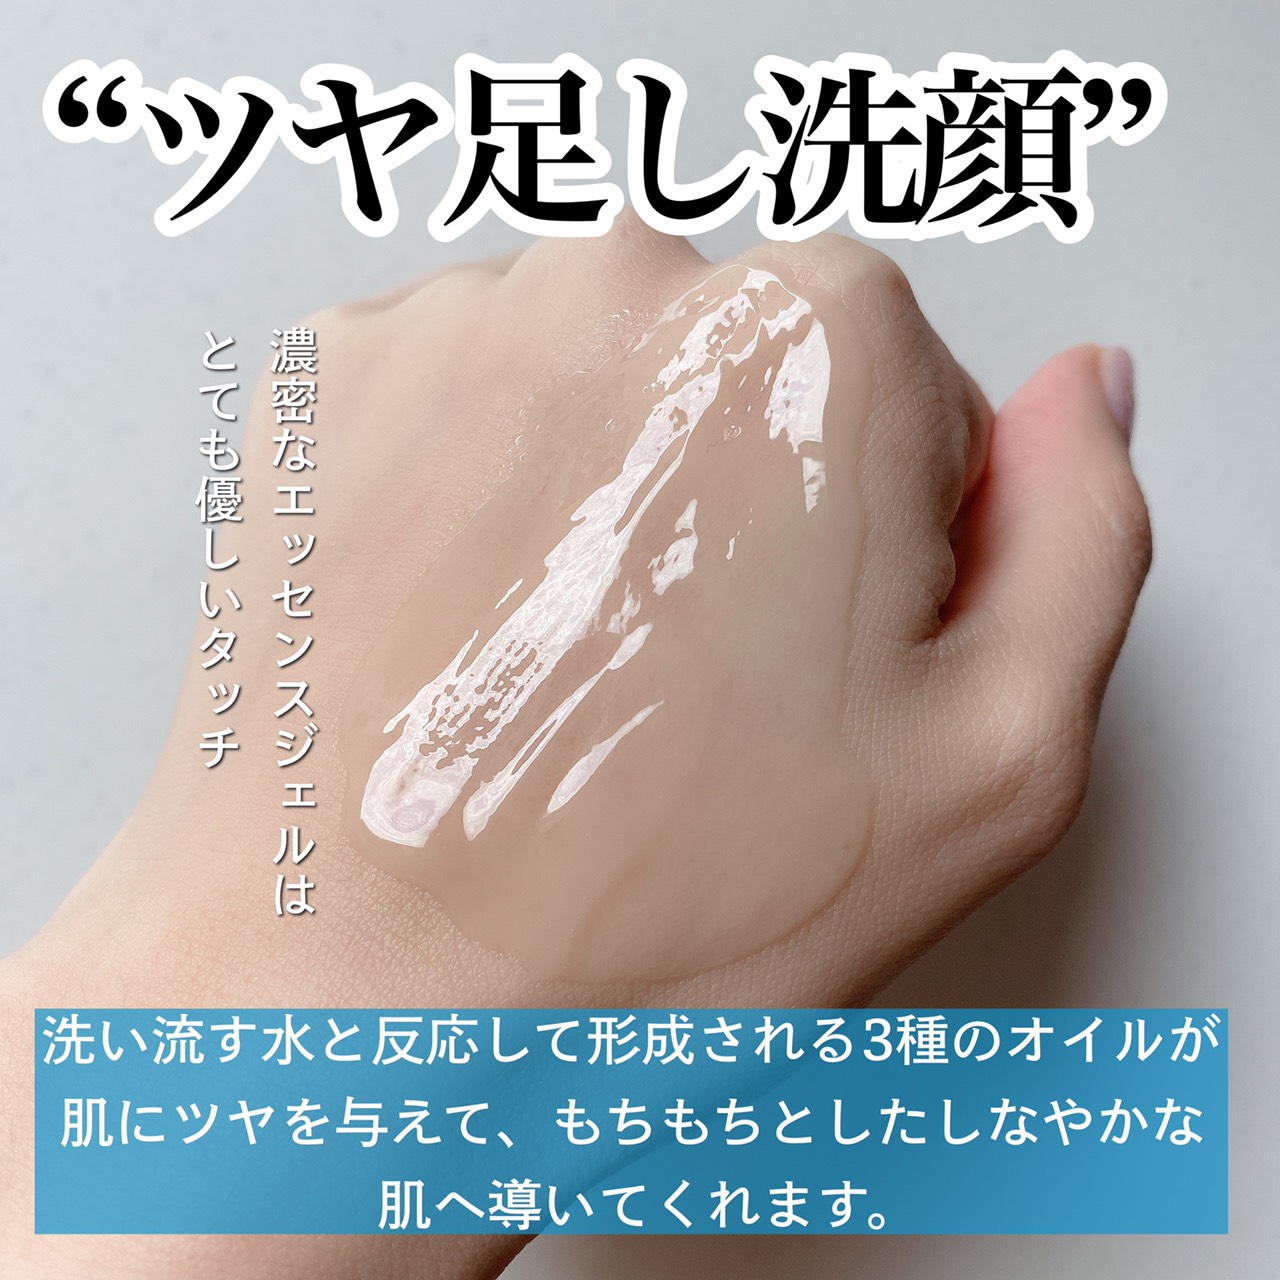 “ツヤ足し洗顔”
濃密なエッセンスジェルは
とても優しいタッチ
洗い流す水と反応して形成される3種のオイルが
肌にツヤを与えて、もちもちとしたしなやかな
肌へ導いてくれます。